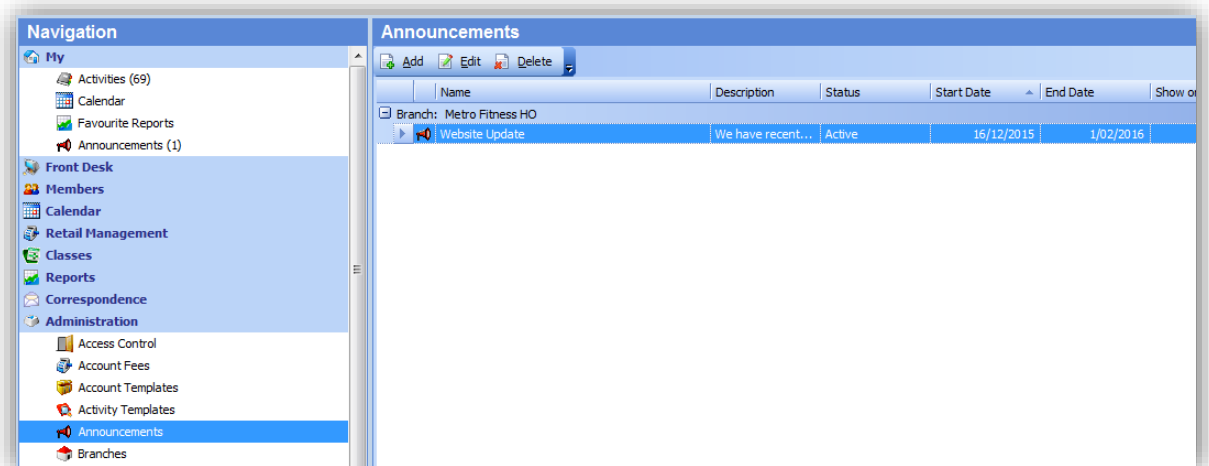 Navigation
My
Activities (69)
Calendar
Favourite Reports
Announcements (1)
Front Desk
Members
Calendar
Retail Management
Classes
Reports
Correspondence
Administration
Access Control
Account Fees
Account Templates
Activity Templates
Announcements
Branches
Announcements
Add Edit Delete
Name Description Status Start Date End Date Show
Branch: Metro Fitness HO
Website Update We have recent... Active 16/12/2015 1/02/2016